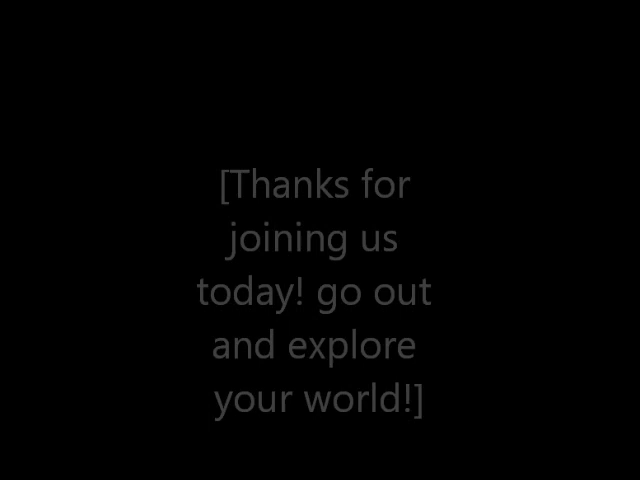 [Thanks for
joining us
today! go out
and explore
your world!]